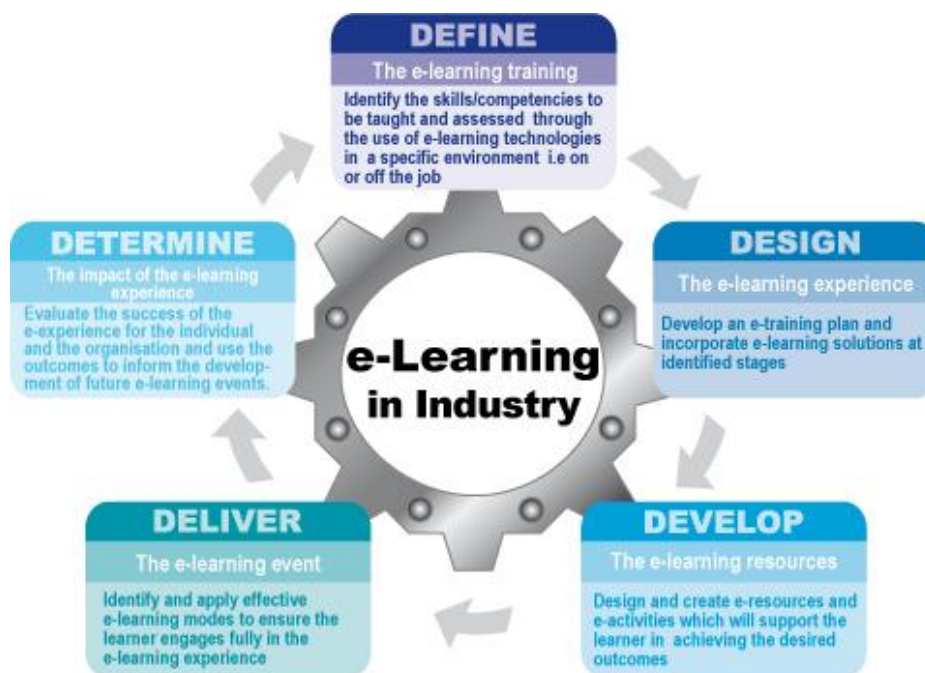 DEFINE
The e-learning training
Identify the skills/competencies to
be taught and assessed through
the use of e-learning technologies
in a specific environment i.e on
or off the job
DESIGN
The e-learning experience
Develop an e-training plan and
incorporate e-learning solutions at
identified stages
DEVELOP
The e-learning resources
Design and create e-resources and
e-activities which will support the
learner in achieving the desired
outcomes
DELIVER
The e-learning event
Identify and apply effective
e-learning modes to ensure the
learner engages fully in the
e-learning experience
DETERMINE
The impact of the e-learning
experience
Evaluate the success of the
e-experience for the individual
and the organisation and use the
outcomes to inform the develop-
ment of future e-learning events.
e-Learning
in Industry